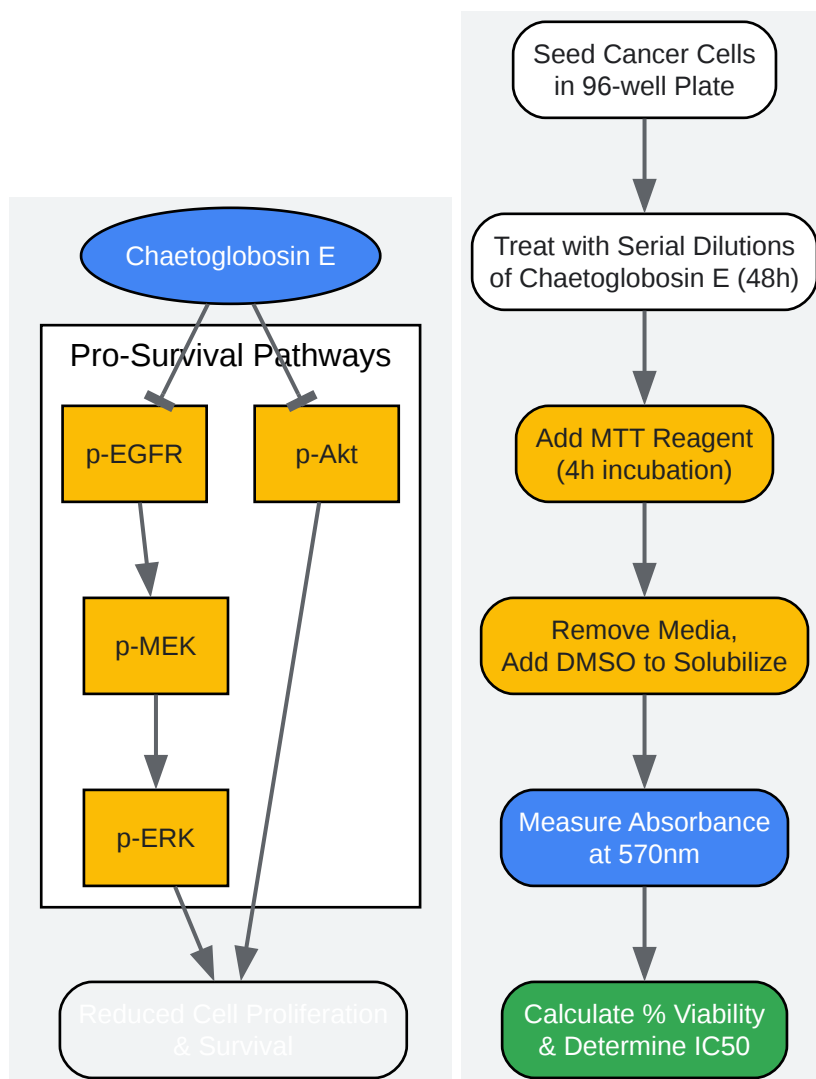 Chaetoglobosin E
Pro-Survival Pathways
p-EGFR
p-Akt
p-MEK
p-ERK
Reduced Cell Proliferation
& Survival
Seed Cancer Cells
in 96-well Plate
Treat with Serial Dilutions
of Chaetoglobosin E (48h)
Add MTT Reagent
(4h incubation)
Remove Media,
Add DMSO to Solubilize
Measure Absorbance
at 570nm
Calculate % Viability
& Determine IC50